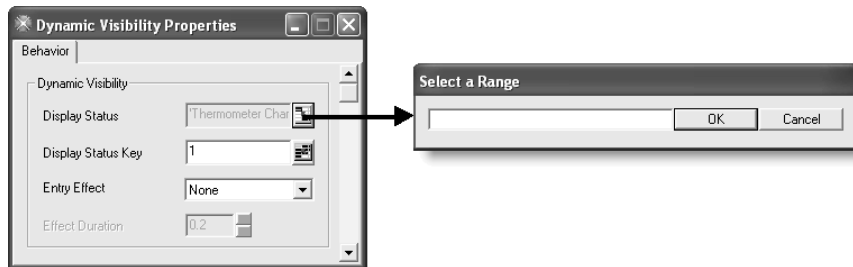 Dynamic Visibility Properties
Behavior
Dynamic Visibility
Display Status
'Thermometer Char
Display Status Key
1
Entry Effect
None
Effect Duration
0.2
Select a Range
OK
Cancel